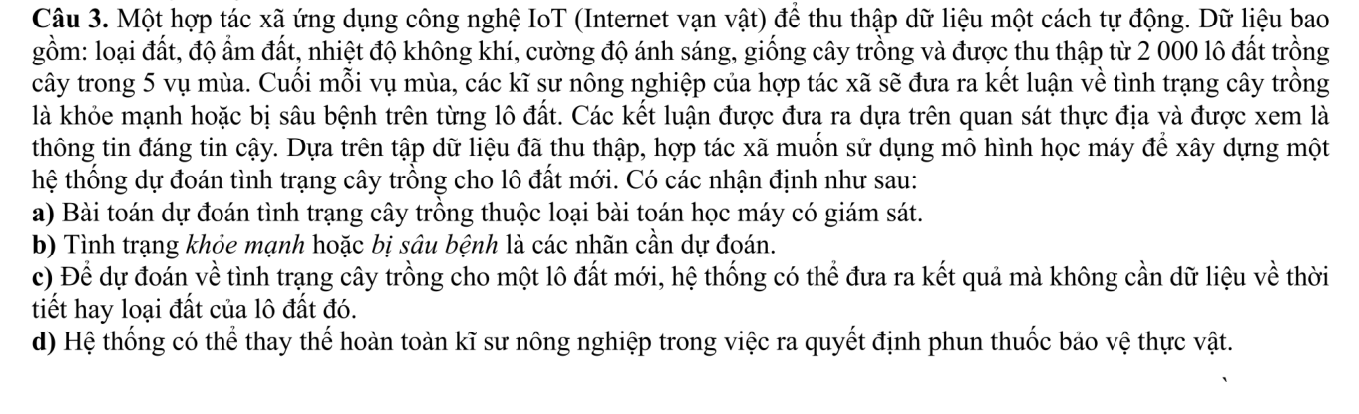 Câu 3. Một hợp tác xã ứng dụng công nghệ IoT (Internet vạn vật) để thu thập dữ liệu một cách tự động. Dữ liệu bao
gồm: loại đất, độ ẩm đất, nhiệt độ không khí, cường độ ánh sáng, giống cây trồng và được thu thập từ 2 000 lô đất trồng
cây trong 5 vụ mùa. Cuối mỗi vụ mùa, các kĩ sư nông nghiệp của hợp tác xã sẽ đưa ra kết luận về tình trạng cây trồng
là khỏe mạnh hoặc bị sâu bệnh trên từng lô đất. Các kết luận được đưa ra dựa trên quan sát thực địa và được xem là
thông tin đáng tin cậy. Dựa trên tập dữ liệu đã thu thập, hợp tác xã muốn sử dụng mô hình học máy để xây dựng một
hệ thống dự đoán tình trạng cây trồng cho lô đất mới. Có các nhận định như sau:
a) Bài toán dự đoán tình trạng cây trồng thuộc loại bài toán học máy có giám sát.
b) Tình trạng khỏe mạnh hoặc bị sâu bệnh là các nhãn cần dự đoán.
c) Để dự đoán về tình trạng cây trồng cho một lô đất mới, hệ thống có thể đưa ra kết quả mà không cần dữ liệu về thời
tiết hay loại đất của lô đất đó.
d) Hệ thống có thể thay thế hoàn toàn kĩ sư nông nghiệp trong việc ra quyết định phun thuốc bảo vệ thực vật.